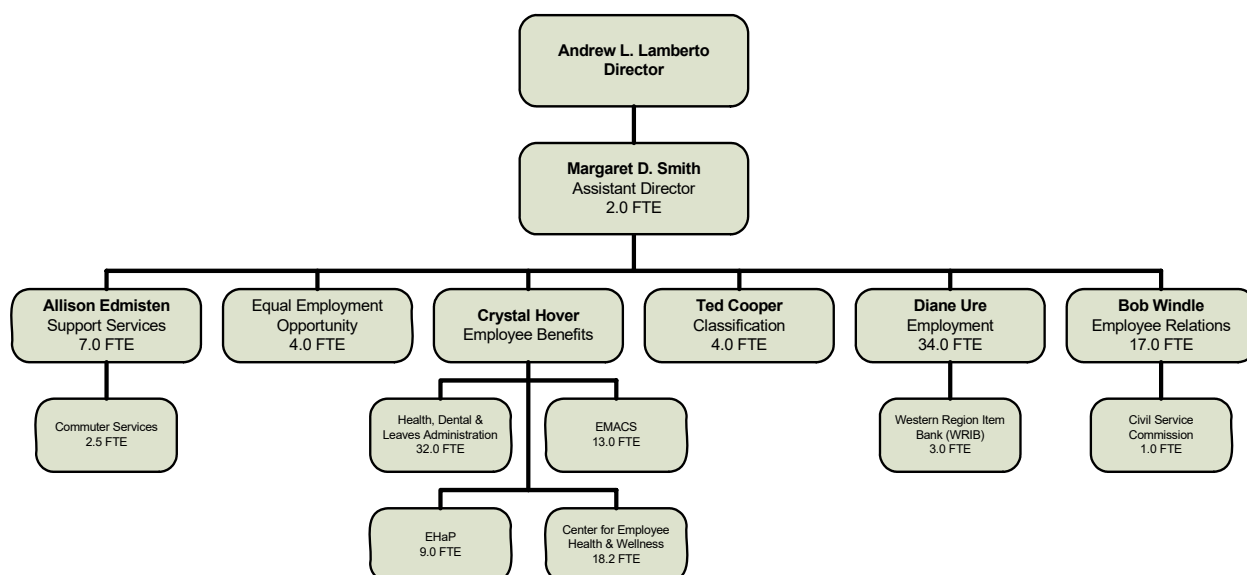 Andrew L. Lamberto
Director
Margaret D. Smith
Assistant Director
2.0 FTE
Allison Edmisten
Support Services
7.0 FTE
Equal Employment
Opportunity
4.0 FTE
Crystal Hover
Employee Benefits
Ted Cooper
Classification
4.0 FTE
Diane Ure
Employment
34.0 FTE
Bob Windle
Employee Relations
17.0 FTE
Commuter Services
2.5 FTE
Health, Dental &
Leaves Administration
32.0 FTE
EMACS
13.0 FTE
Western Region Item
Bank (WRIB)
3.0 FTE
Civil Service
Commission
1.0 FTE
EHaP
9.0 FTE
Center for Employee
Health & Wellness
18.2 FTE